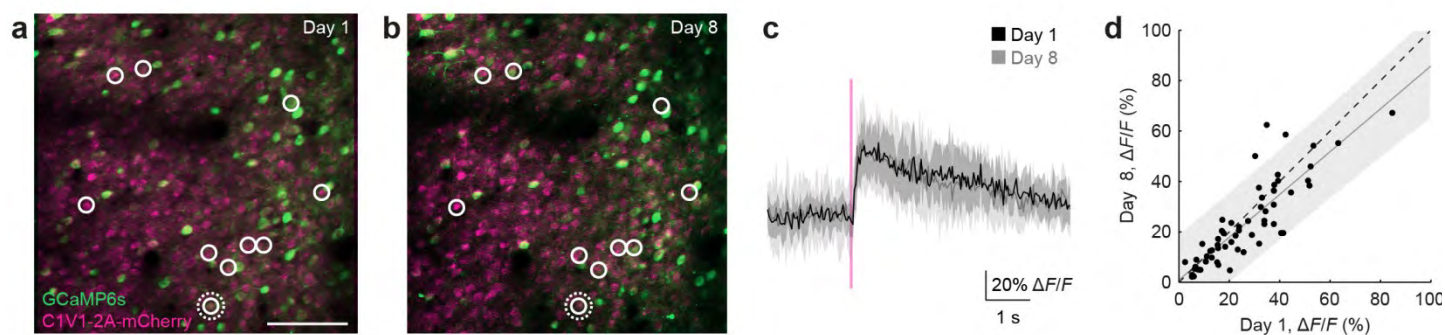 a
Day 1
GCaMP6s
C1V1-2A-mCherry
b
Day 8
c
Day 1
Day 8
20% ΔF/F
1 s
d
100
80
60
40
20
0
Day 8, ΔF/F (%)
0 20 40 60 80 100
Day 1, ΔF/F (%)